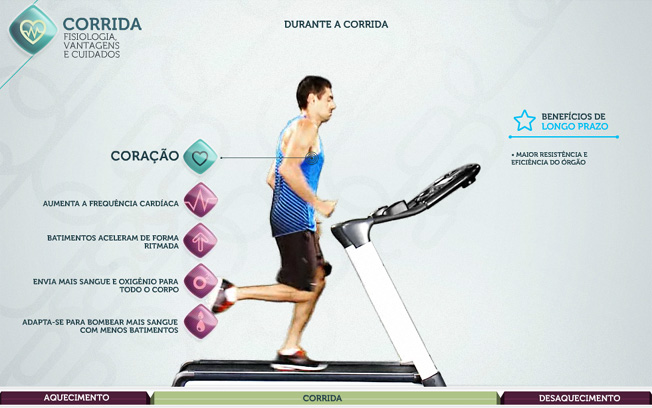 CORRIDA
FISIOLOGIA,
VANTAGENS
E CUIDADOS
DURANTE A CORRIDA
BENEFÍCIOS DE
LONGO PRAZO
• MAIOR RESISTÊNCIA E
EFICIÊNCIA DO ÓRGÃO
CORAÇÃO
AUMENTA A FREQUÊNCIA CARDÍACA
BATIMENTOS ACELERAM DE FORMA
RITMADA
ENVIA MAIS SANGUE E OXIGÊNIO PARA
TODO O CORPO
ADAPTA-SE PARA BOMBEAR MAIS SANGUE
COM MENOS BATIMENTOS
AQUECIMENTO
CORRIDA
DESAQUECIMENTO